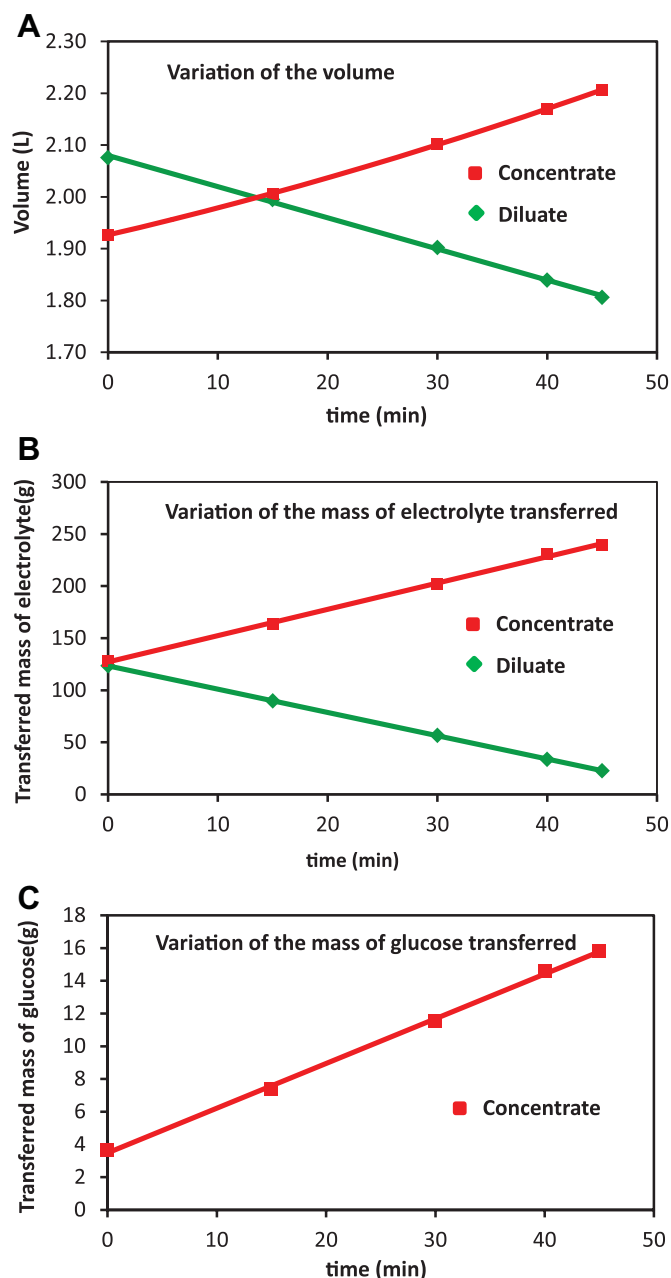 A
Variation of the volume
Volume (L)
2.30
2.20
2.10
2.00
1.90
1.80
1.70
Concentrate
Diluate
0 10 20 30 40 50
time (min)
B
Variation of the mass of electrolyte transferred
Transferred mass of electrolyte(g)
300
250
200
150
100
50
0
Concentrate
Diluate
0 10 20 30 40 50
time (min)
C
Variation of the mass of glucose transferred
Transferred mass of glucose(g)
18
16
14
12
10
8
6
4
2
0
Concentrate
0 10 20 30 40 50
time (min)